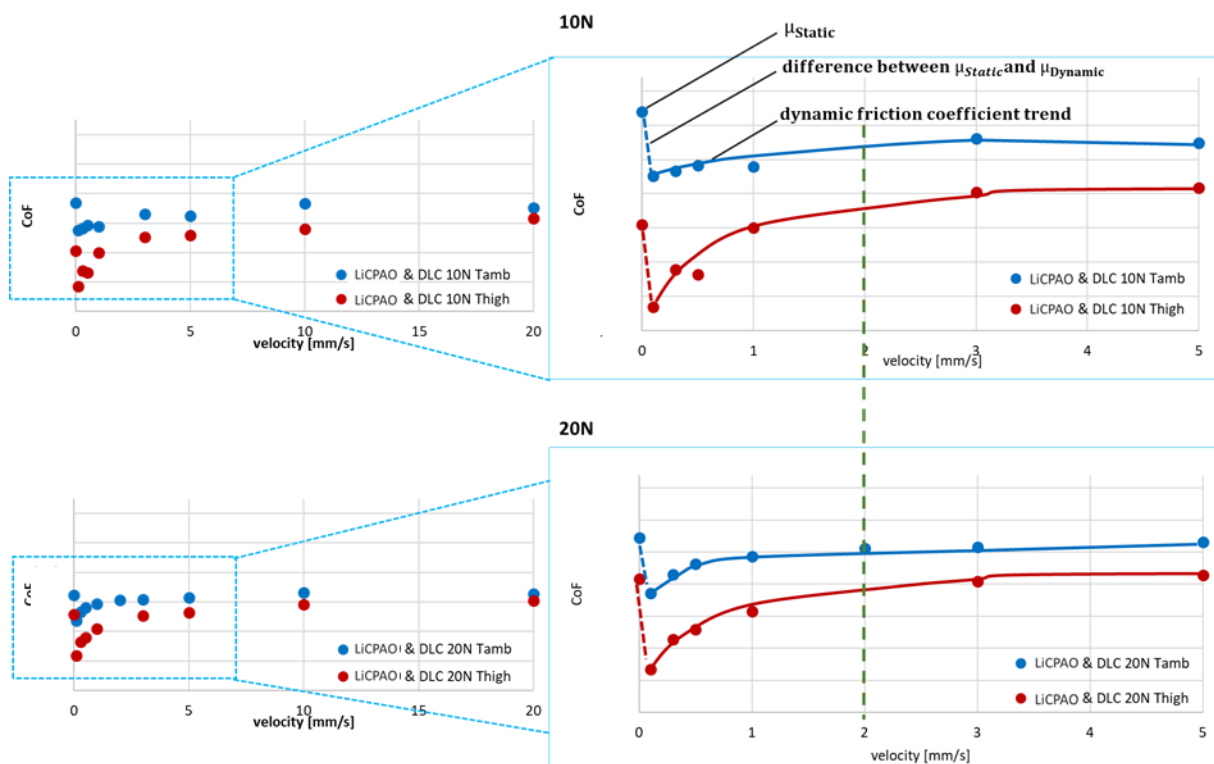 10N
μStatic
difference between μStatic and μDynamic
dynamic friction coefficient trend
CoF
LiCPAO & DLC 10N Tamb
LiCPAO & DLC 10N Thigh
0 5 10 15 20
velocity [mm/s]
CoF
LiCPAO & DLC 10N Tamb
LiCPAO & DLC 10N Thigh
0 1 2 3 4 5
velocity [mm/s]
20N
CoF
LiCPAO & DLC 20N Tamb
LiCPAO & DLC 20N Thigh
0 5 10 15 20
velocity [mm/s]
CoF
LiCPAO & DLC 20N Tamb
LiCPAO & DLC 20N Thigh
0 1 2 3 4 5
velocity [mm/s]